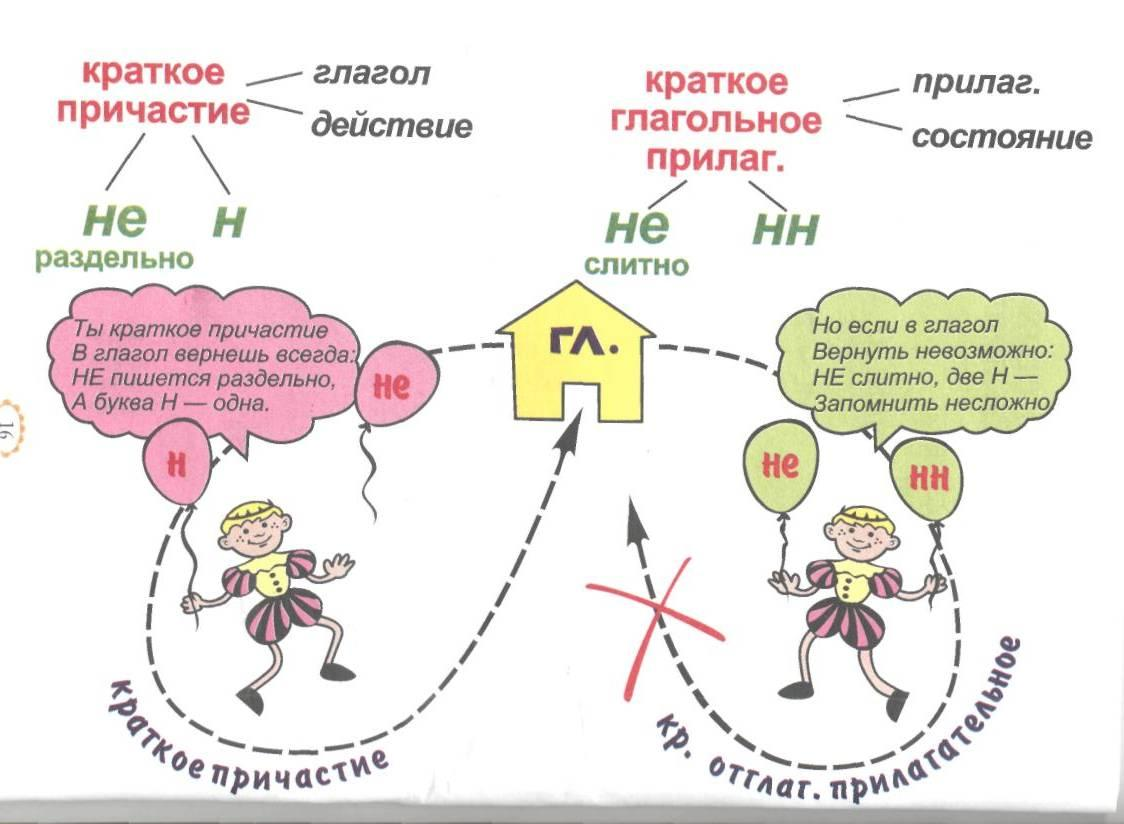 краткое
причастие
глагол
действие
не
н
раздельно
краткое
глагольное
прилаг.
прилаг.
состояние
не
нн
слитно
Ты краткое причастие
В глагол вернешь всегда:
НЕ пишется раздельно,
А буква Н — одна.
не
н
гл.
Но если в глагол
Вернуть невозможно:
НЕ слитно, две Н —
Запомнить несложно
не
нн
16
краткое причастие
кр. отглаг. прилагательное